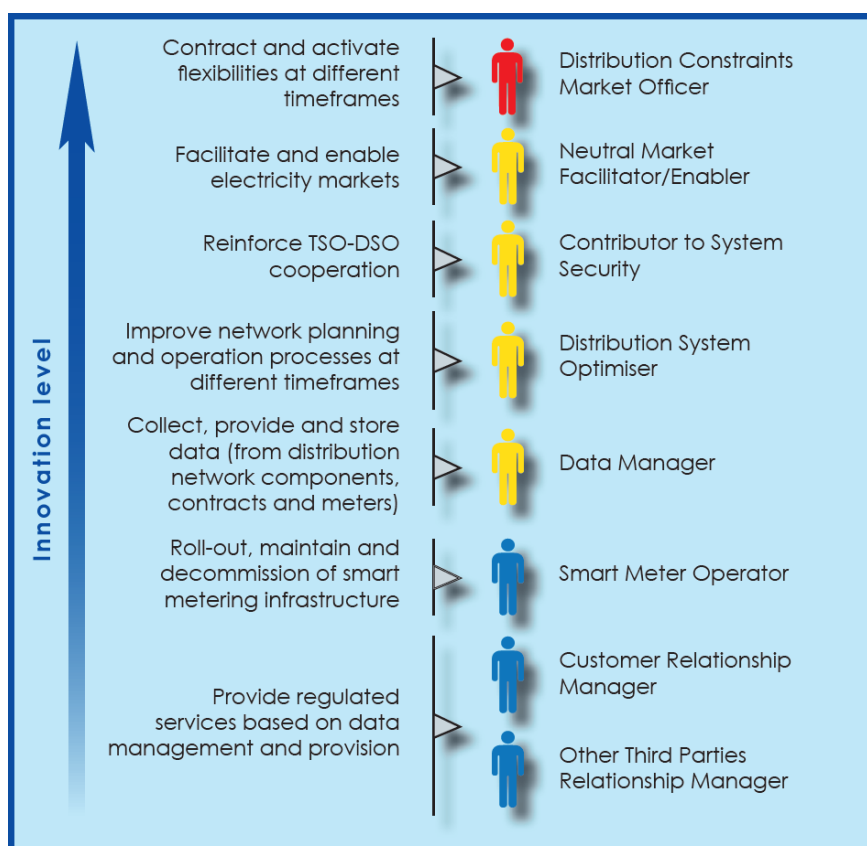 Contract and activate
flexibilities at different
timeframes
Distribution Constraints
Market Officer
Facilitate and enable
electricity markets
Neutral Market
Facilitator/Enabler
Reinforce TSO-DSO
cooperation
Contributor to System
Security
Improve network planning
and operation processes at
different timeframes
Distribution System
Optimiser
Collect, provide and store
data (from distribution
network components,
contracts and meters)
Data Manager
Roll-out, maintain and
decommission of smart
metering infrastructure
Smart Meter Operator
Provide regulated
services based on data
management and provision
Customer Relationship
Manager
Other Third Parties
Relationship Manager
Innovation level